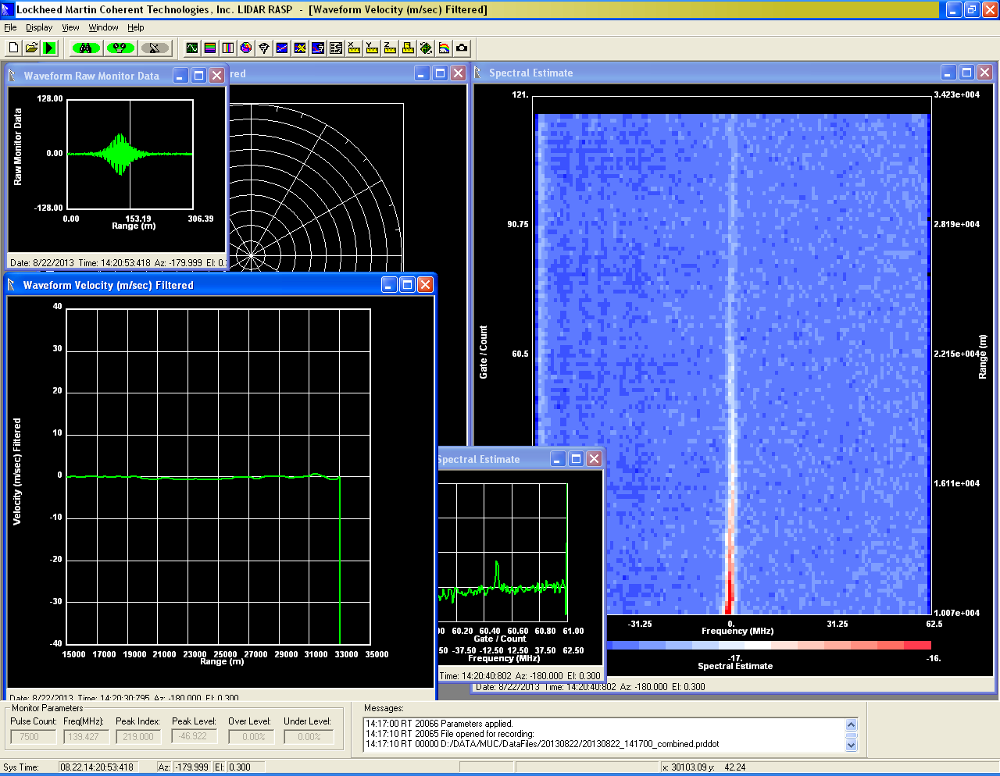 Lockheed Martin Coherent Technologies, Inc. LIDAR RASP - [Waveform Velocity (m/sec) Filtered]
File Display View Window Help
Waveform Raw Monitor Data
128.00
0.00
-128.00
Raw Monitor Data
0.00 153.19 306.39
Range (m)
Date: 8/22/2013 Time: 14:20:53:418 Az: -179.999 El:
red
Spectral Estimate
121.
90.75
60.5
Gate / Count
3.423e+004
2.819e+004
2.215e+004
1.611e+004
1.007e+004
Range (m)
-31.25 0. 31.25 62.5
Frequency (MHz)
-17. -16.
Spectral Estimate
Date: 8/22/2013 Time: 14:20:40:802 Az: -180.000 El: 0.300
Waveform Velocity (m/sec) Filtered
40
30
20
10
0
-10
-20
-30
-40
Velocity (m/sec) Filtered
15000 17000 19000 21000 23000 25000 27000 29000 31000 33000 35000
Range (m)
Date: 8/22/2013 Time: 14:20:30:795 Az: -180.000 El: 0.300
Spectral Estimate
00 60.20 60.40 60.60 60.80 61.00
Gate / Count
.50 -37.50 -12.50 12.50 37.50 62.50
Frequency (MHz)
Time: 14:20:40:802 Az: -180.000 El: 0.300
Monitor Parameters
Pulse Count: Freq(MHz): Peak Index: Peak Level: Over Level: Under Level:
7500 139.427 219.000 -46.922 0.00% 0.00%
Messages:
14:17:00 RT 20066 Parameters applied.
14:17:10 RT 20065 File opened for recording:
14:17:10 RT 00000 D:/DATA/MUC/DataFiles/20130822/20130822_141700_combined.prddot
Sys Time: 08.22.14:20:53:418 Az: -179.999 El: 0.300 x: 30103.09 y: 42.24